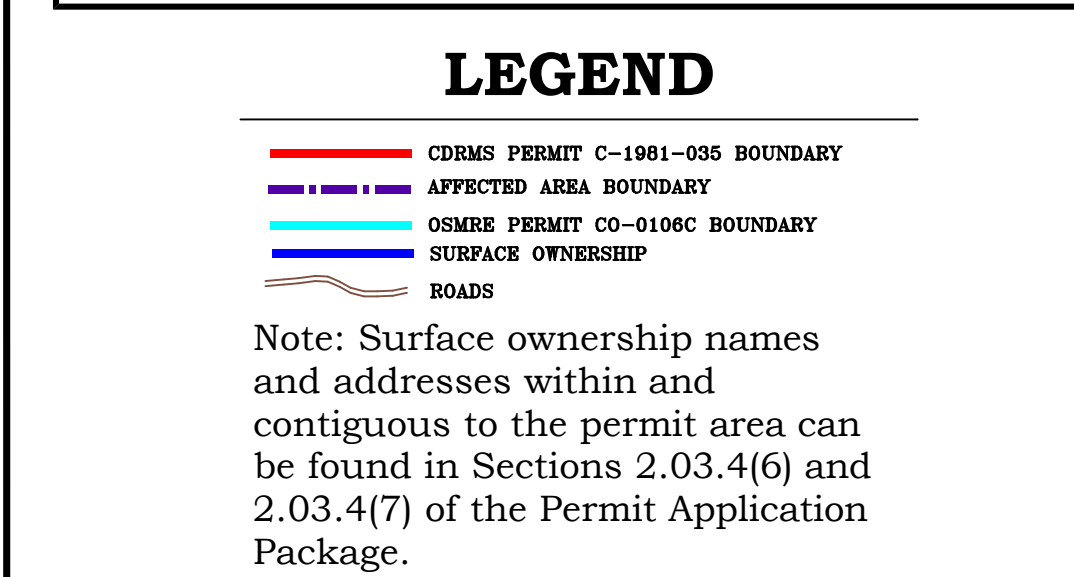 LEGEND
CDRMS PERMIT C-1981-035 BOUNDARY
AFFECTED AREA BOUNDARY
OSMRE PERMIT CO-0106C BOUNDARY
SURFACE OWNERSHIP
ROADS
Note: Surface ownership names
and addresses within and
contiguous to the permit area can
be found in Sections 2.03.4(6) and
2.03.4(7) of the Permit Application
Package.